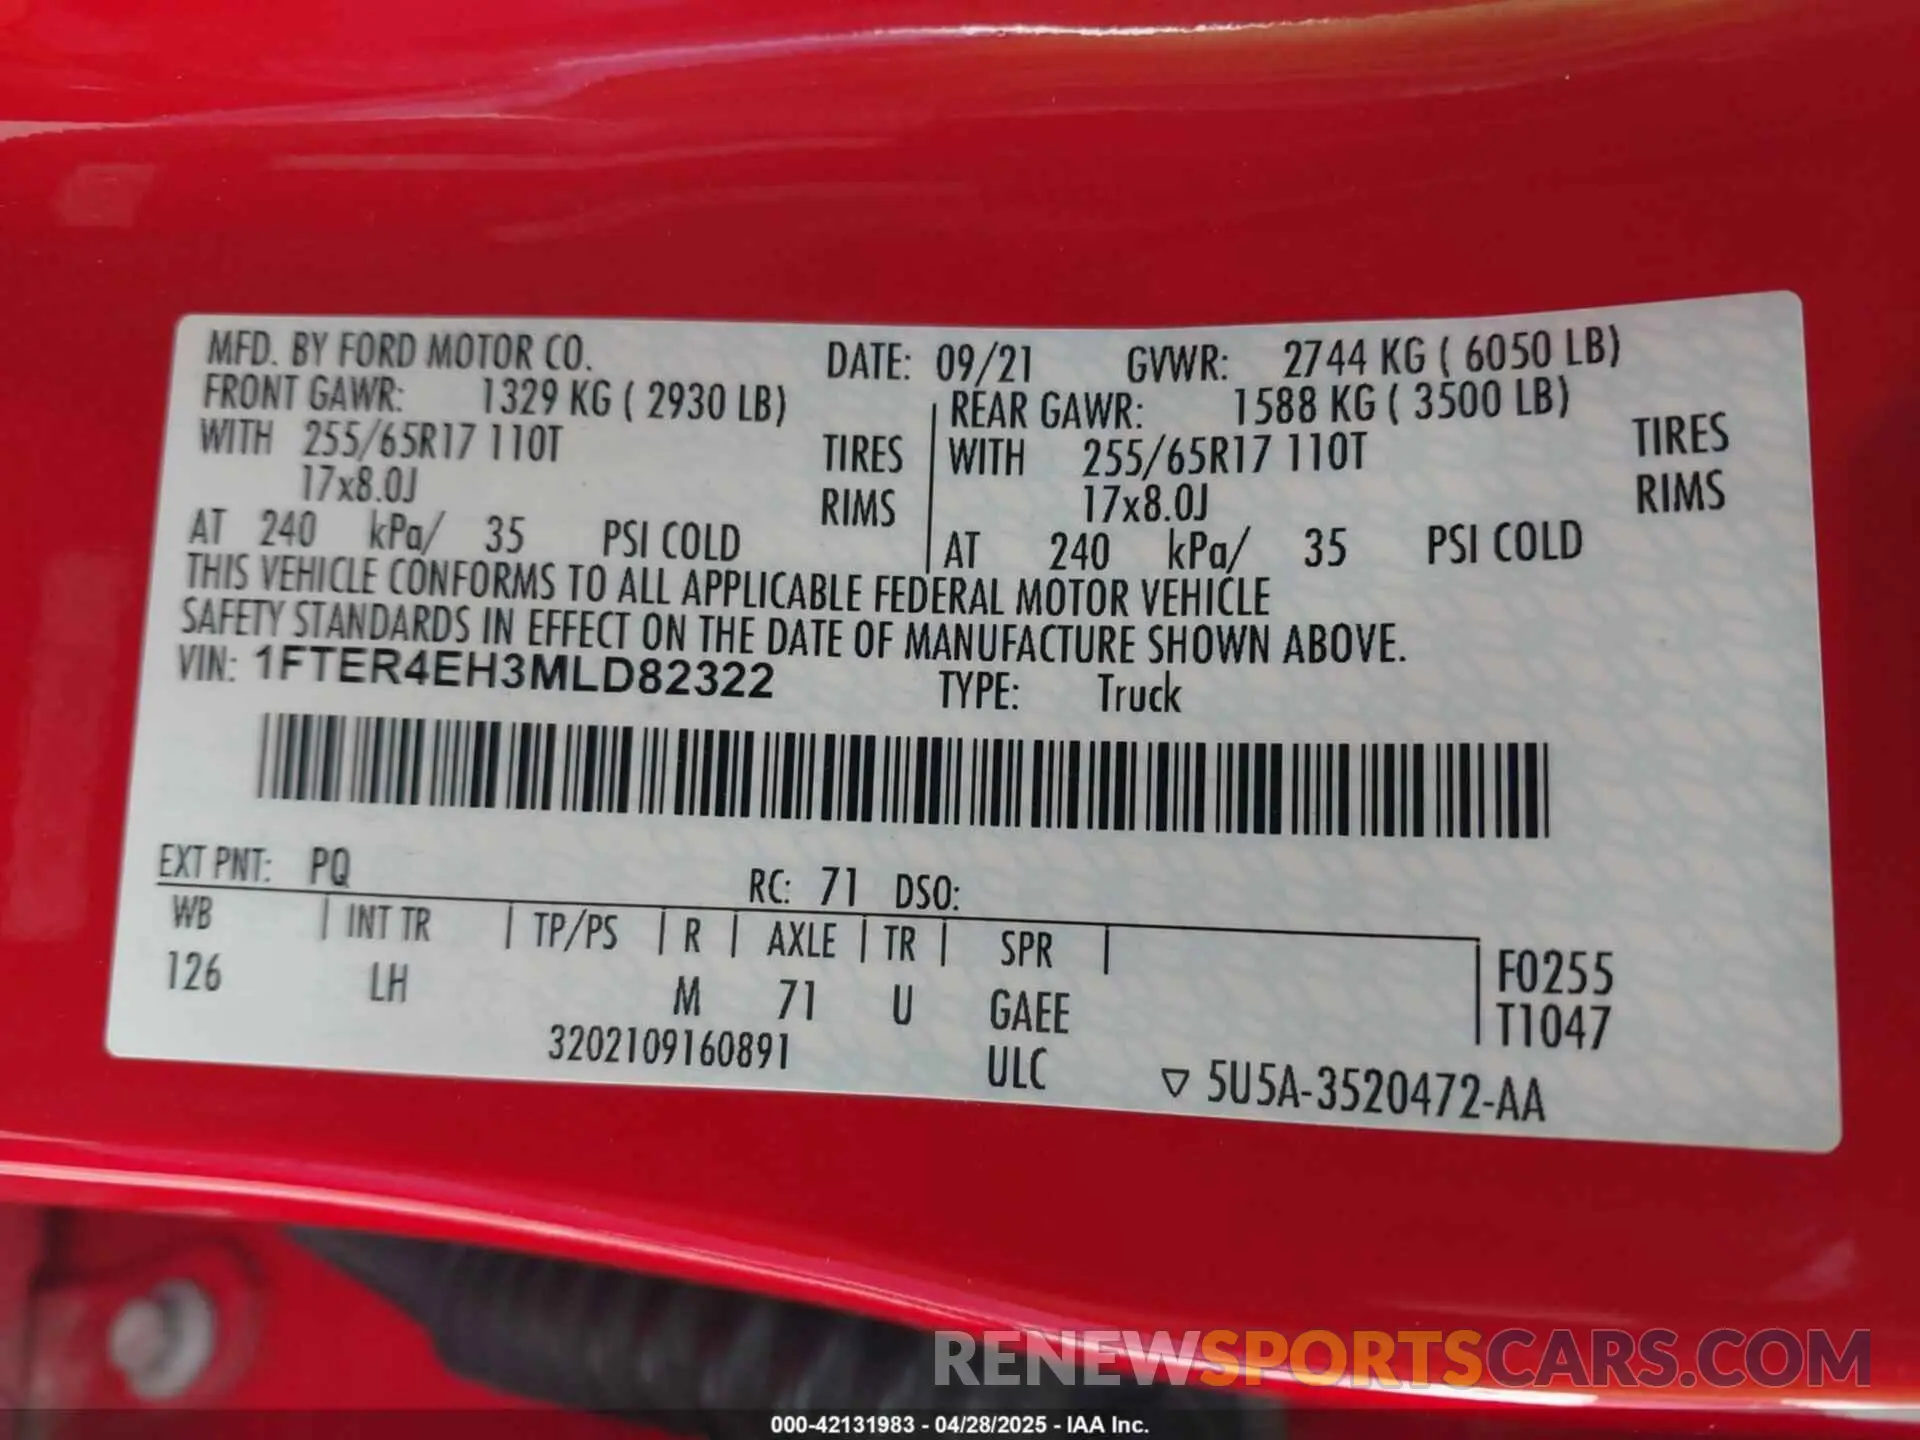 MFD. BY FORD MOTOR CO. DATE: 09/21 GVWR: 2744 KG ( 6050 LB)
FRONT GAWR: 1329 KG ( 2930 LB) REAR GAWR: 1588 KG ( 3500 LB)
WITH 255/65R17 110T TIRES WITH 255/65R17 110T TIRES
17x8.0J RIMS 17x8.0J RIMS
AT 240 kPa/ 35 PSI COLD AT 240 kPa/ 35 PSI COLD
THIS VEHICLE CONFORMS TO ALL APPLICABLE FEDERAL MOTOR VEHICLE
SAFETY STANDARDS IN EFFECT ON THE DATE OF MANUFACTURE SHOWN ABOVE.
VIN: 1FTER4EH3MLD82322 TYPE: Truck
EXT PNT: PQ RC: 71 DSO:
WB | INT TR | TP/PS | R | AXLE | TR | SPR | F0255
126 LH M 71 U GAEE T1047
3202109160891 ULC ▽ 5U5A-3520472-AA
RENEWSPORTSCARS.COM
000-42131983 - 04/28/2025 - IAA Inc.